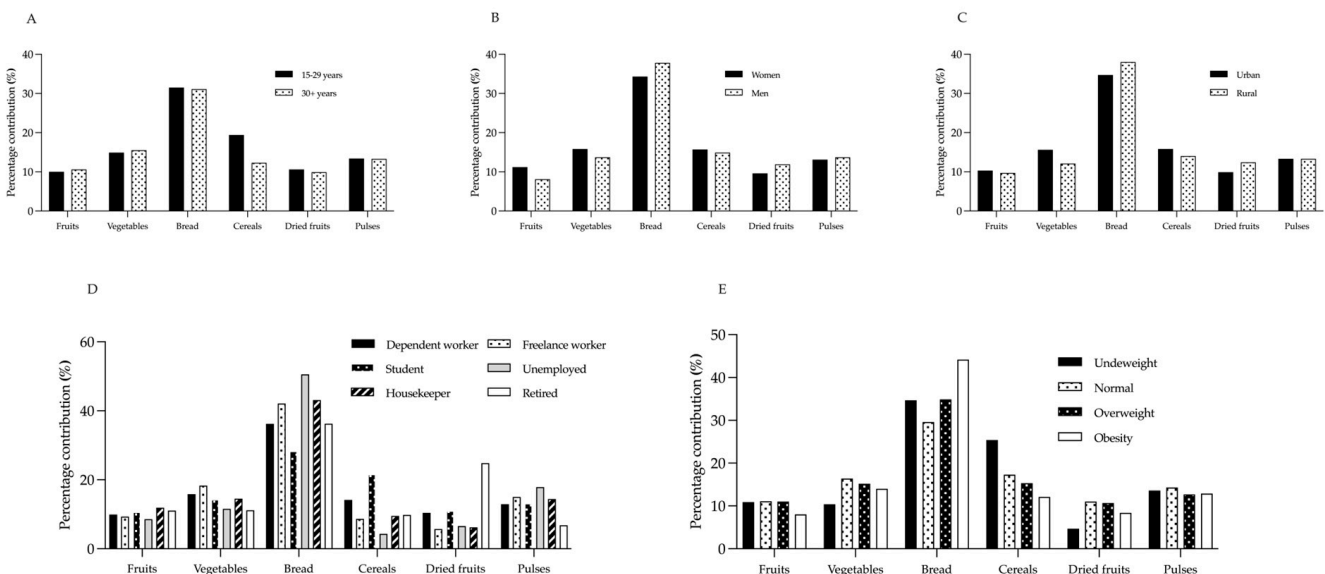 A
Percentage contribution (%)
40
30
20
10
0
15-29 years
30+ years
Fruits Vegetables Bread Cereals Dried fruits Pulses
B
Percentage contribution (%)
40
30
20
10
0
Women
Men
Fruits Vegetables Bread Cereals Dried fruits Pulses
C
Percentage contribution (%)
40
30
20
10
0
Urban
Rural
Fruits Vegetables Bread Cereals Dried fruits Pulses
D
Percentage contribution (%)
60
40
20
0
Dependent worker Freelance worker
Student Unemployed
Housekeeper Retired
Fruits Vegetables Bread Cereals Dried fruits Pulses
E
Percentage contribution (%)
50
40
30
20
10
0
Undeweight
Normal
Overweight
Obesity
Fruits Vegetables Bread Cereals Dried fruits Pulses